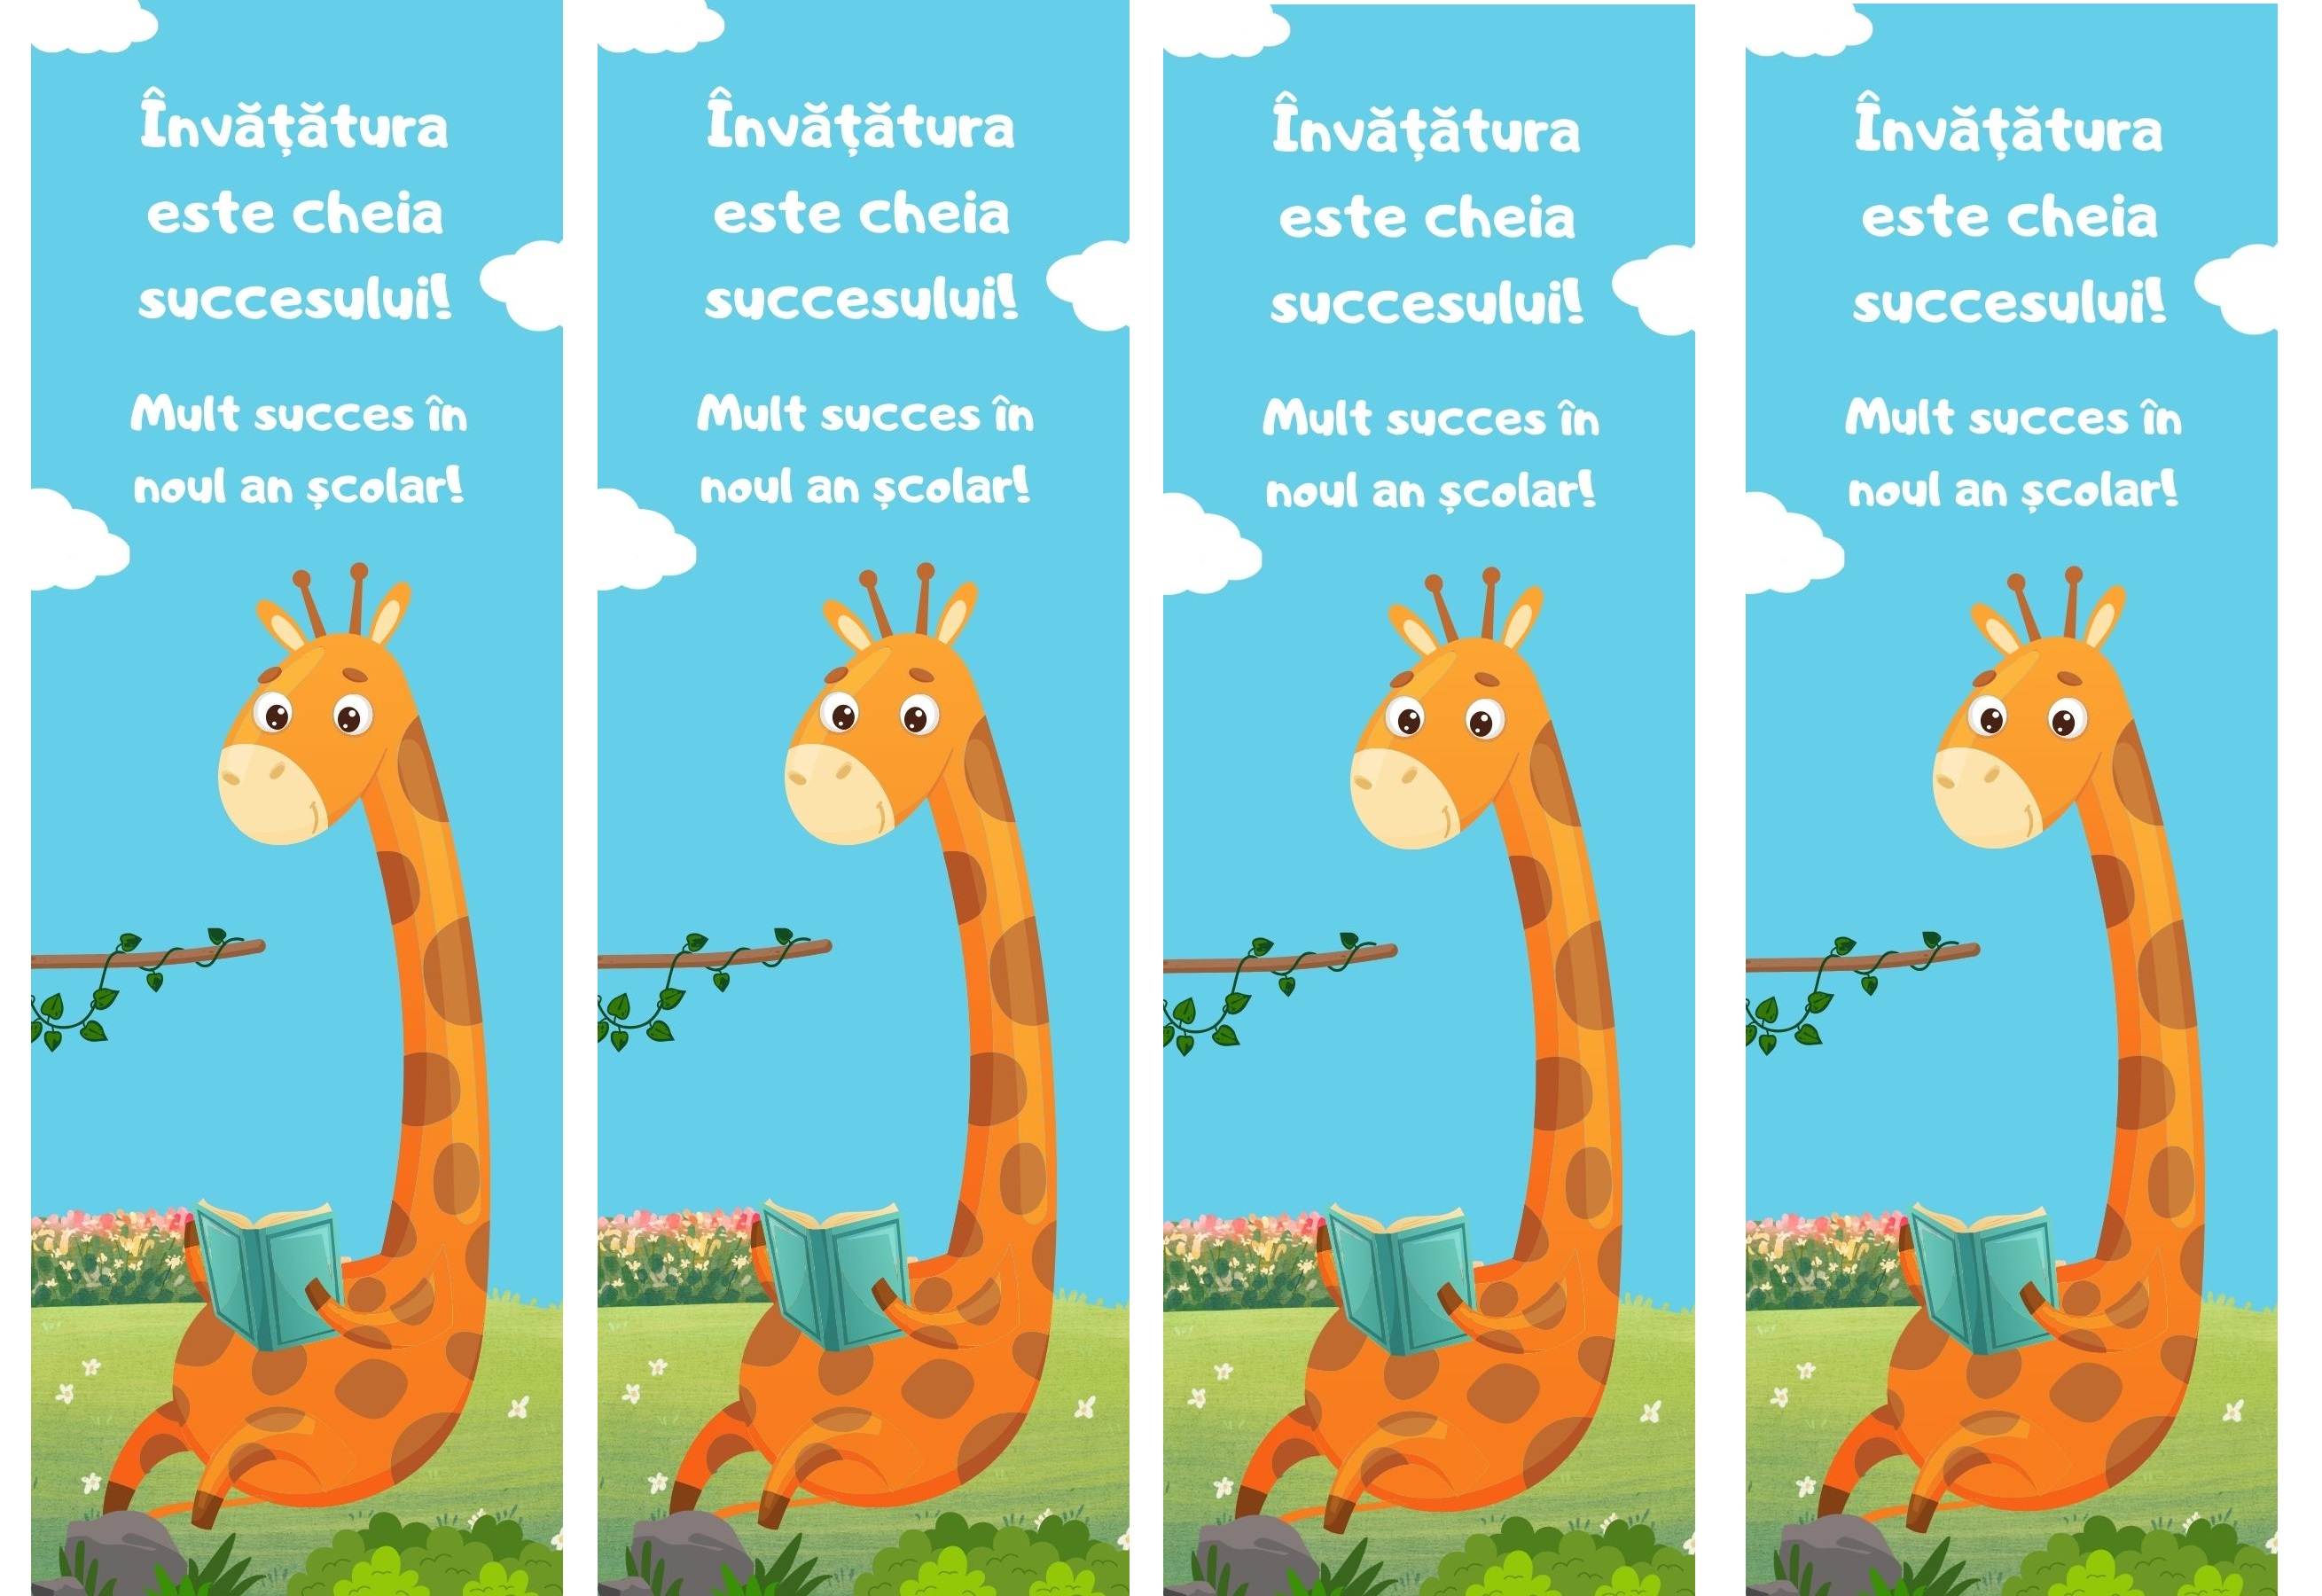 Învățătura
este cheia
succesului!
Mult succes în
noul an școlar!
Învățătura
este cheia
succesului!
Mult succes în
noul an școlar!
Învățătura
este cheia
succesului!
Mult succes în
noul an școlar!
Învățătura
este cheia
succesului!
Mult succes în
noul an școlar!